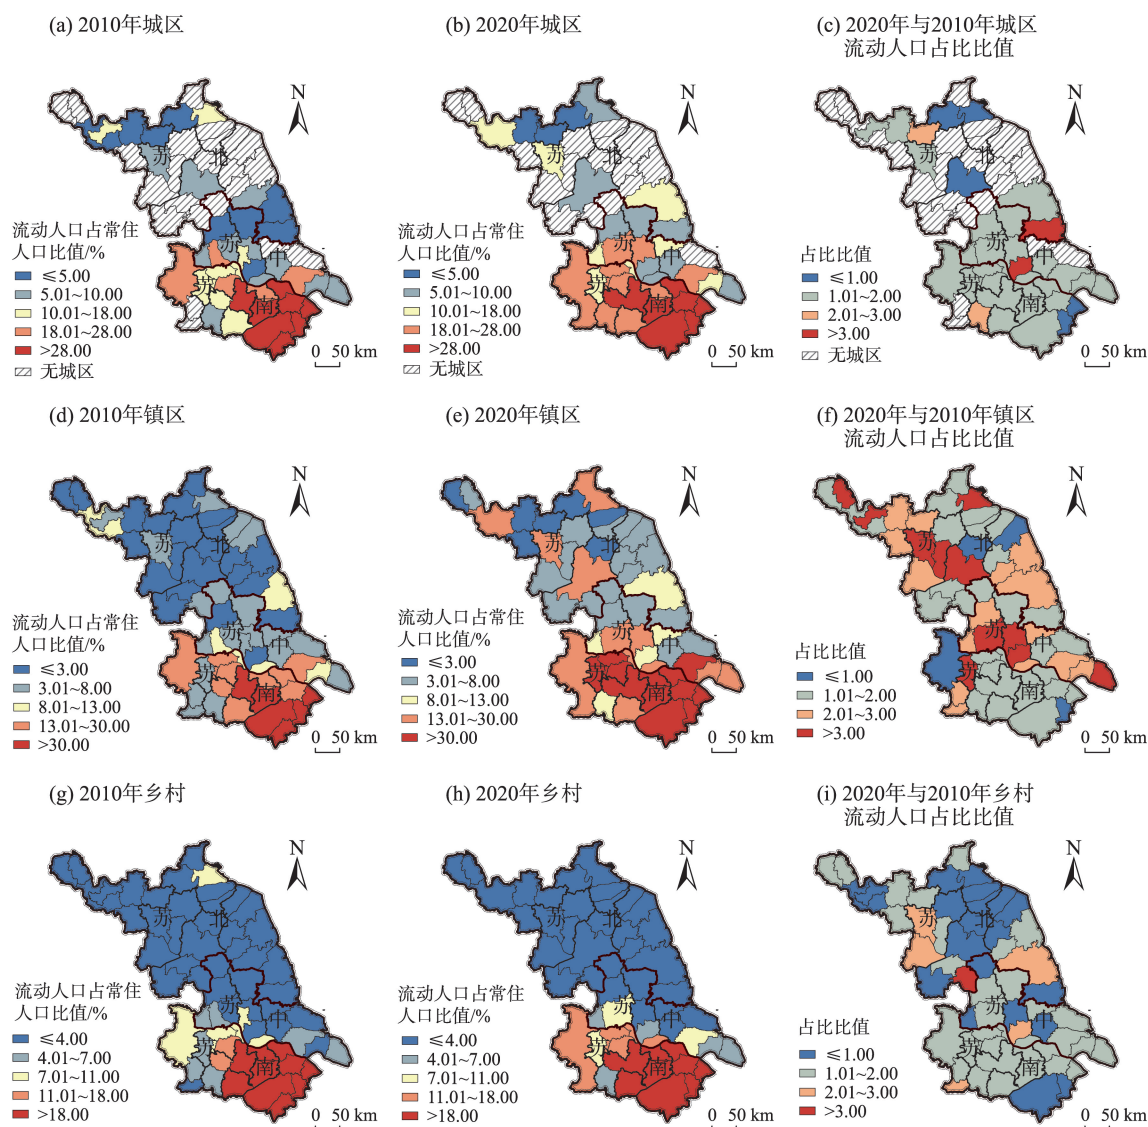 (a) 2010年城区
N
苏
北
苏
中
苏
南
流动人口占常住
人口比值/%
≤5.00
5.01~10.00
10.01~18.00
18.01~28.00
>28.00
无城区
0 50 km
(b) 2020年城区
N
苏
北
苏
中
苏
南
流动人口占常住
人口比值/%
≤5.00
5.01~10.00
10.01~18.00
18.01~28.00
>28.00
无城区
0 50 km
(c) 2020年与2010年城区
流动人口占比比值
N
苏
北
苏
中
苏
南
占比比值
≤1.00
1.01~2.00
2.01~3.00
>3.00
无城区
0 50 km
(d) 2010年镇区
N
苏
北
苏
中
苏
南
流动人口占常住
人口比值/%
≤3.00
3.01~8.00
8.01~13.00
13.01~30.00
>30.00
0 50 km
(e) 2020年镇区
N
苏
北
苏
中
苏
南
流动人口占常住
人口比值/%
≤3.00
3.01~8.00
8.01~13.00
13.01~30.00
>30.00
0 50 km
(f) 2020年与2010年镇区
流动人口占比比值
N
苏
北
苏
中
苏
南
占比比值
≤1.00
1.01~2.00
2.01~3.00
>3.00
0 50 km
(g) 2010年乡村
N
苏
北
苏
中
苏
南
流动人口占常住
人口比值/%
≤4.00
4.01~7.00
7.01~11.00
11.01~18.00
>18.00
0 50 km
(h) 2020年乡村
N
苏
北
苏
中
苏
南
流动人口占常住
人口比值/%
≤4.00
4.01~7.00
7.01~11.00
11.01~18.00
>18.00
0 50 km
(i) 2020年与2010年乡村
流动人口占比比值
N
苏
北
苏
中
苏
南
占比比值
≤1.00
1.01~2.00
2.01~3.00
>3.00
0 50 km